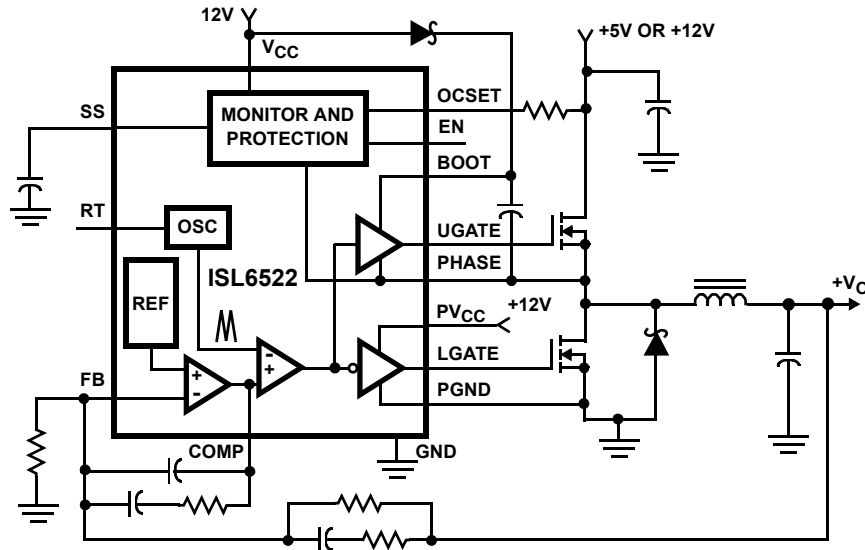 12V
+5V OR +12V
VCC
SS
MONITOR AND
PROTECTION
OCSET
EN
BOOT
RT
OSC
UGATE
PHASE
ISL6522
REF
+12V
PVCC
+VO
- +
LGATE
FB
+ -
PGND
COMP
GND